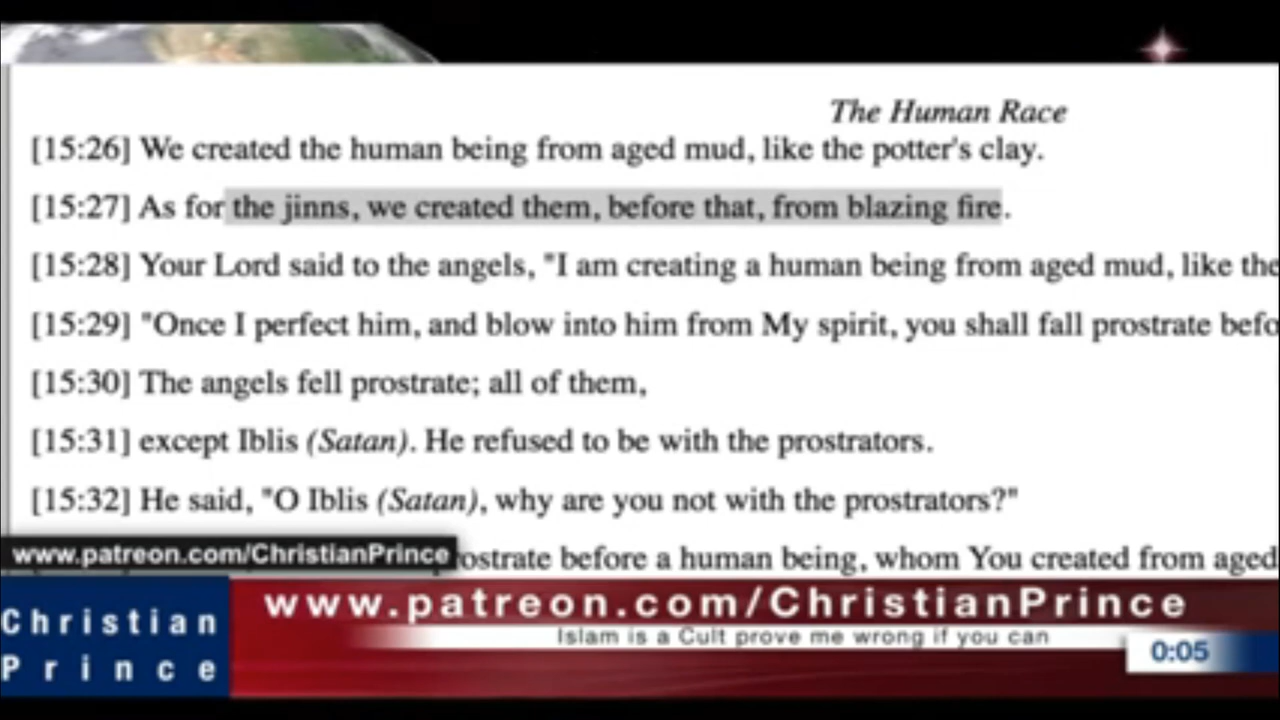 The Human Race
[15:26] We created the human being from aged mud, like the potter's clay.
[15:27] As for the jinns, we created them, before that, from blazing fire.
[15:28] Your Lord said to the angels, "I am creating a human being from aged mud, like the
[15:29] "Once I perfect him, and blow into him from My spirit, you shall fall prostrate befo
[15:30] The angels fell prostrate; all of them,
[15:31] except Iblis (Satan). He refused to be with the prostrators.
[15:32] He said, "O Iblis (Satan), why are you not with the prostrators?"
www.patreon.com/ChristianPrince
ostrate before a human being, whom You created from aged
www.patreon.com/ChristianPrince
Islam is a Cult prove me wrong if you can
Christian
Prince
0:05